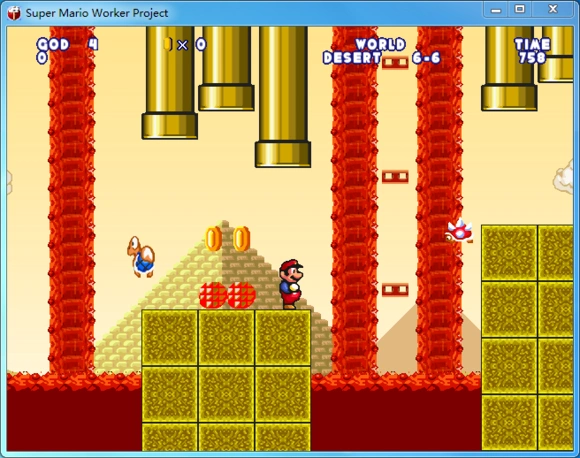 Super Mario Worker Project
GOD 4
0
× 0
WORLD
DESERT 6-6
TIME
758